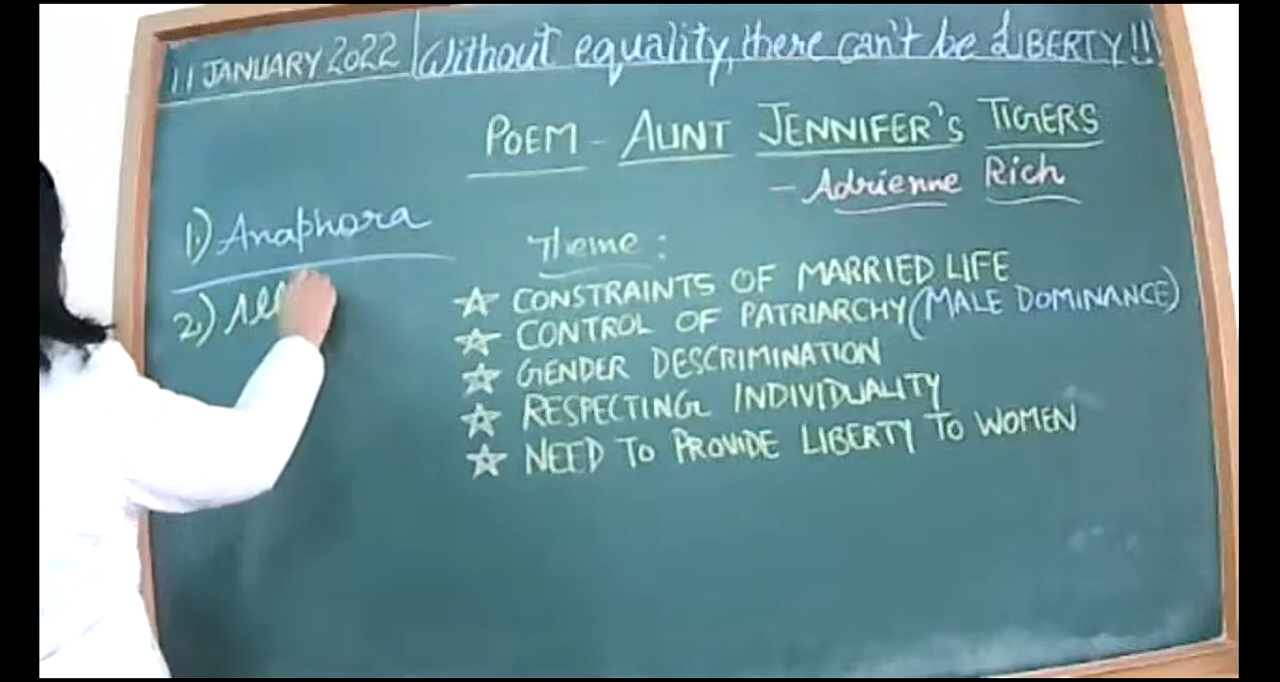 11 JANUARY 2022 | Without equality, there can't be LIBERTY!!
POEM - AUNT JENNIFER'S TIGERS
- Adrienne Rich
1.) Anaphora
2.)
Theme :
☆ CONSTRAINTS OF MARRIED LIFE
☆ CONTROL OF PATRIARCHY (MALE DOMINANCE)
☆ GENDER DESCRIMINATION
☆ RESPECTING INDIVIDUALITY
☆ NEED TO PROVIDE LIBERTY TO WOMEN